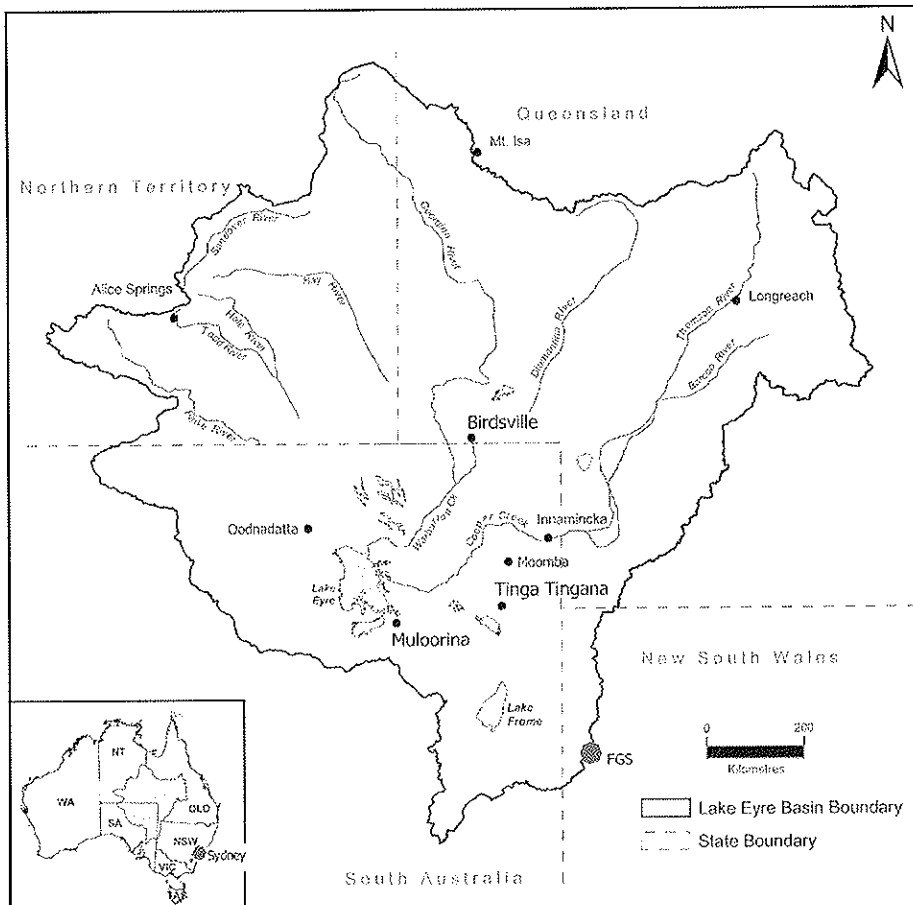 N
Queensland
Mt. Isa
Northern Territory
Sandover River
Georgina River
Alice Springs
Hale River
Todd River
Hay River
Diamantina River
Thomson River
Longreach
Barcoo River
Finke River
Birdsville
Warburton Ck
Cooper Creek
Innamincka
Oodnadatta
Moomba
Lake
Eyre
Tinga Tingana
Muloorina
New South Wales
Lake
Frome
0 200
Kilometres
FGS
Lake Eyre Basin Boundary
State Boundary
South Australia
NT
WA
QLD
SA
NSW
Sydney
VIC
TAS